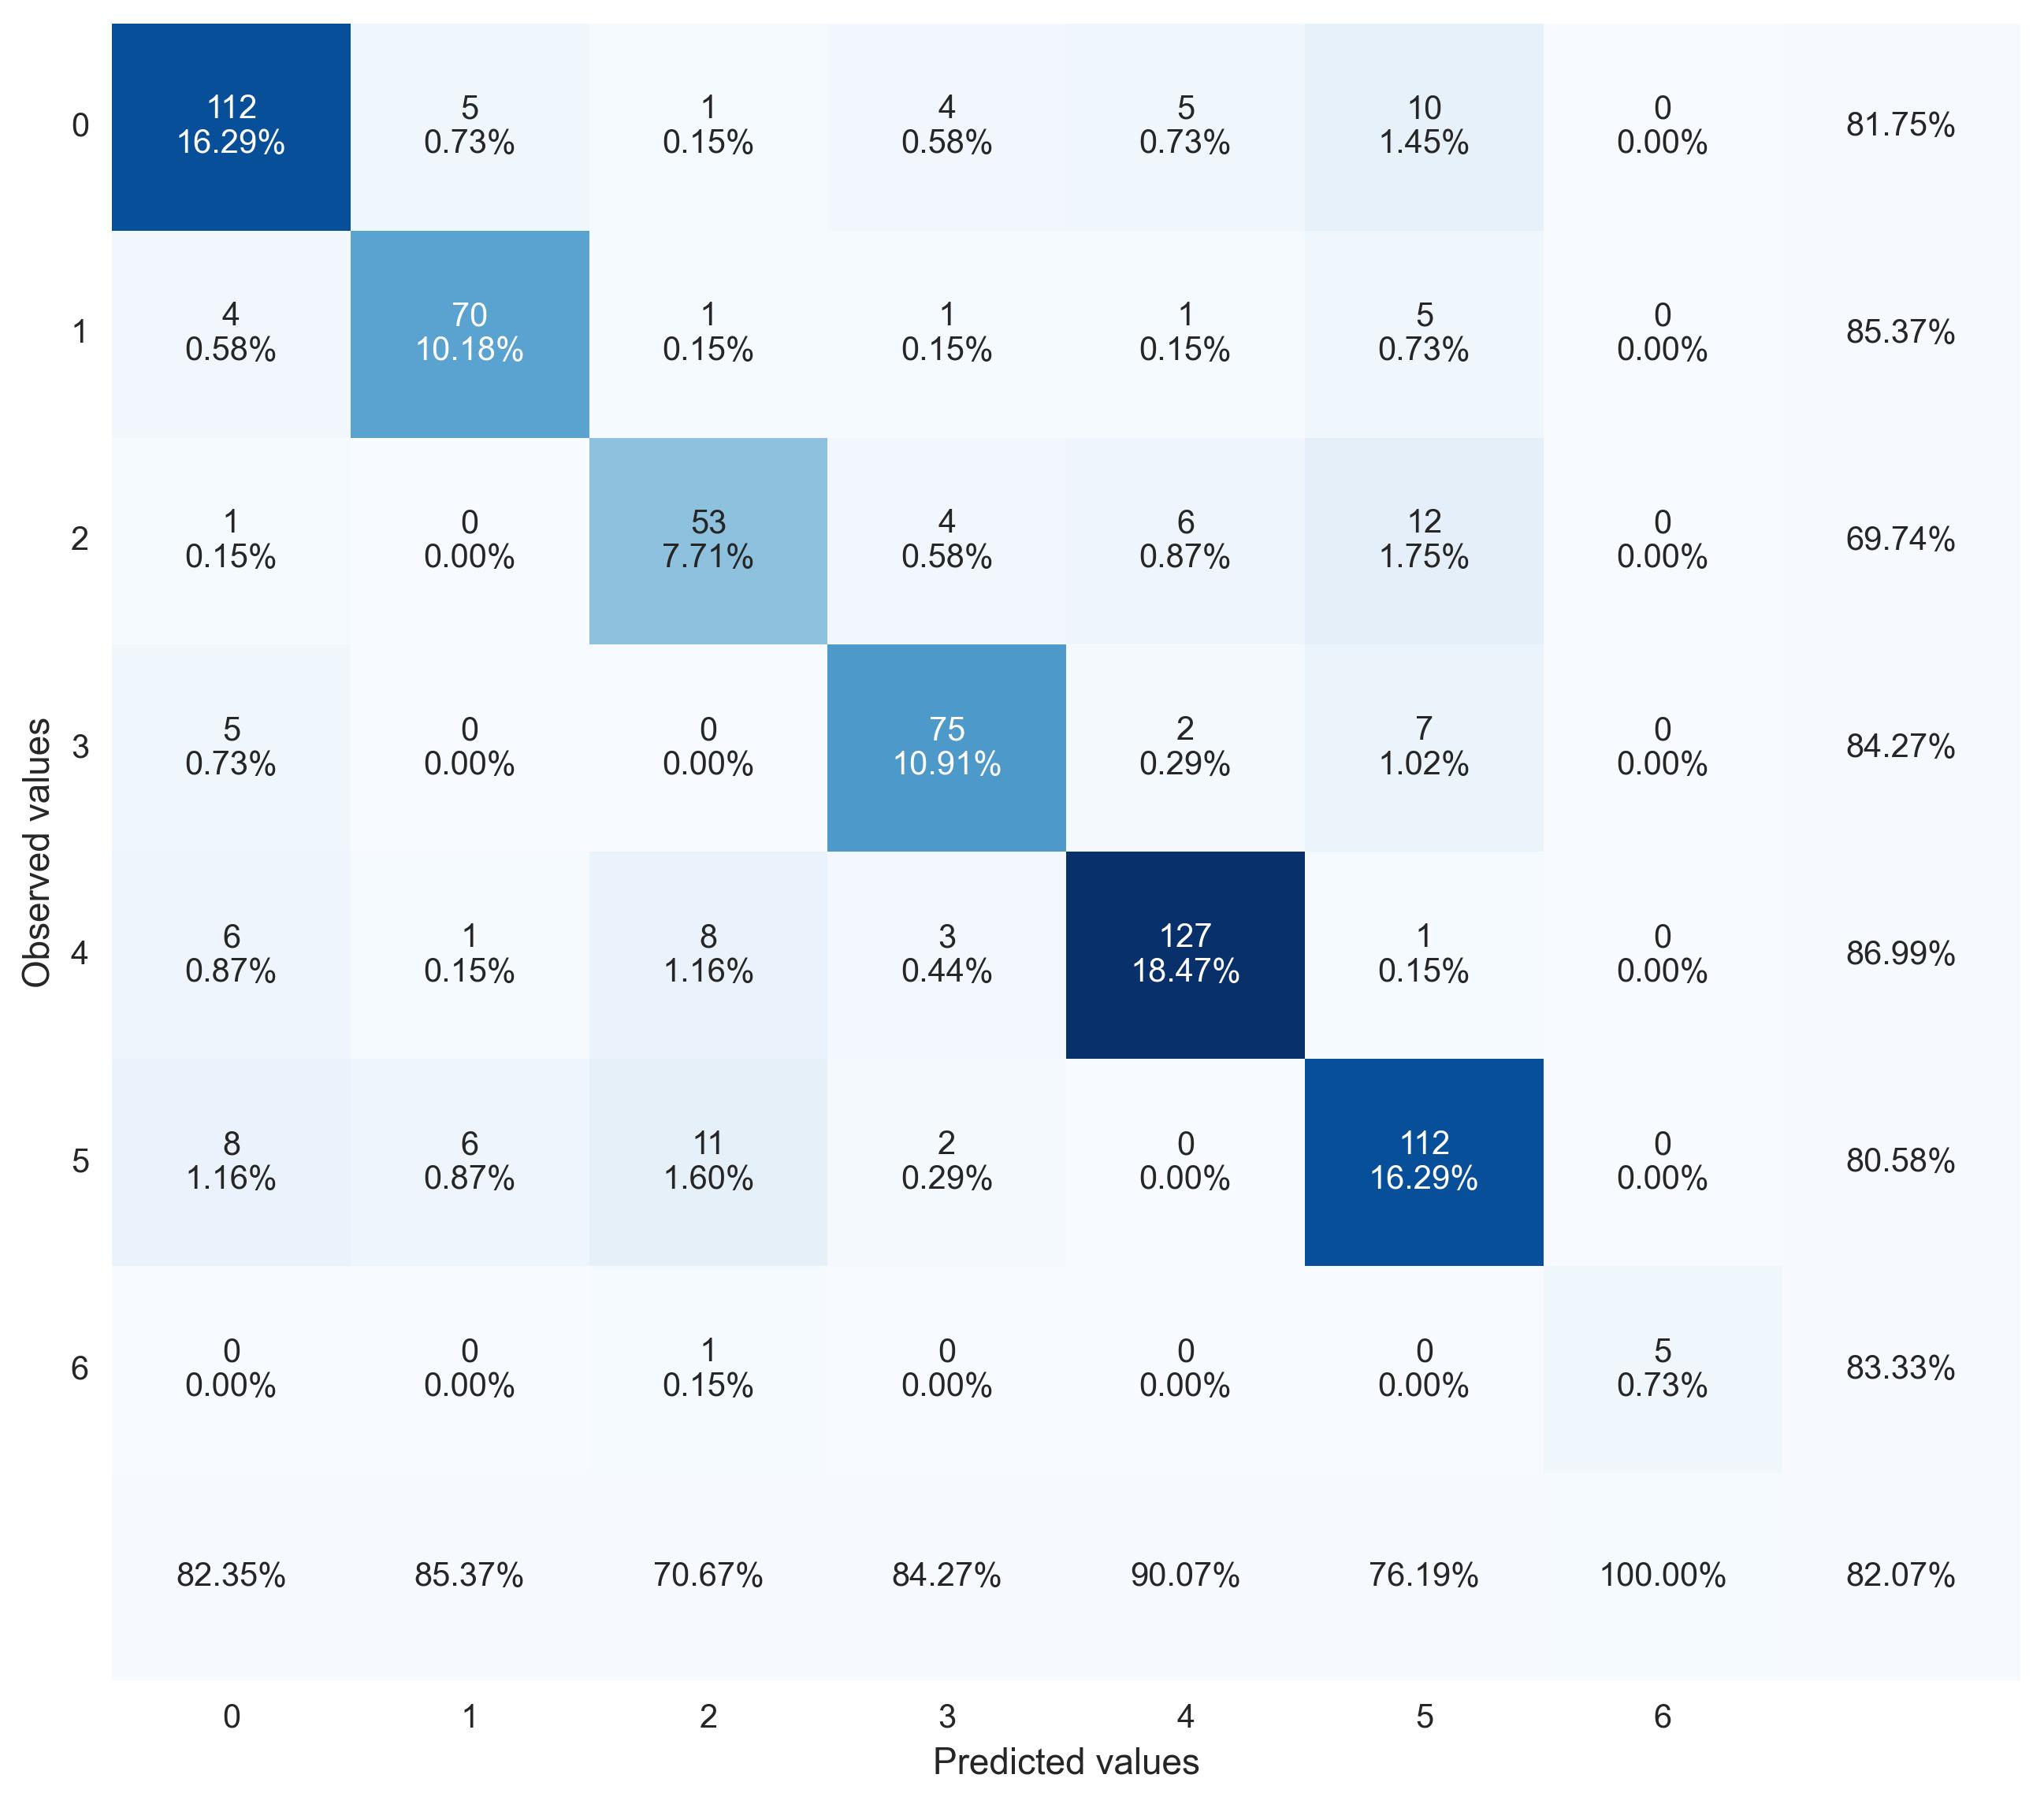 0
112 5 1 4 5 10 0 81.75%
16.29% 0.73% 0.15% 0.58% 0.73% 1.45% 0.00%
1
4 70 1 1 1 5 0 85.37%
0.58% 10.18% 0.15% 0.15% 0.15% 0.73% 0.00%
2
1 0 53 4 6 12 0 69.74%
0.15% 0.00% 7.71% 0.58% 0.87% 1.75% 0.00%
3
5 0 0 75 2 7 0 84.27%
0.73% 0.00% 0.00% 10.91% 0.29% 1.02% 0.00%
4
6 1 8 3 127 1 0 86.99%
0.87% 0.15% 1.16% 0.44% 18.47% 0.15% 0.00%
5
8 6 11 2 0 112 0 80.58%
1.16% 0.87% 1.60% 0.29% 0.00% 16.29% 0.00%
6
0 0 1 0 0 0 5 83.33%
0.00% 0.00% 0.15% 0.00% 0.00% 0.00% 0.73%
82.35% 85.37% 70.67% 84.27% 90.07% 76.19% 100.00% 82.07%
0 1 2 3 4 5 6
Predicted values
Observed values